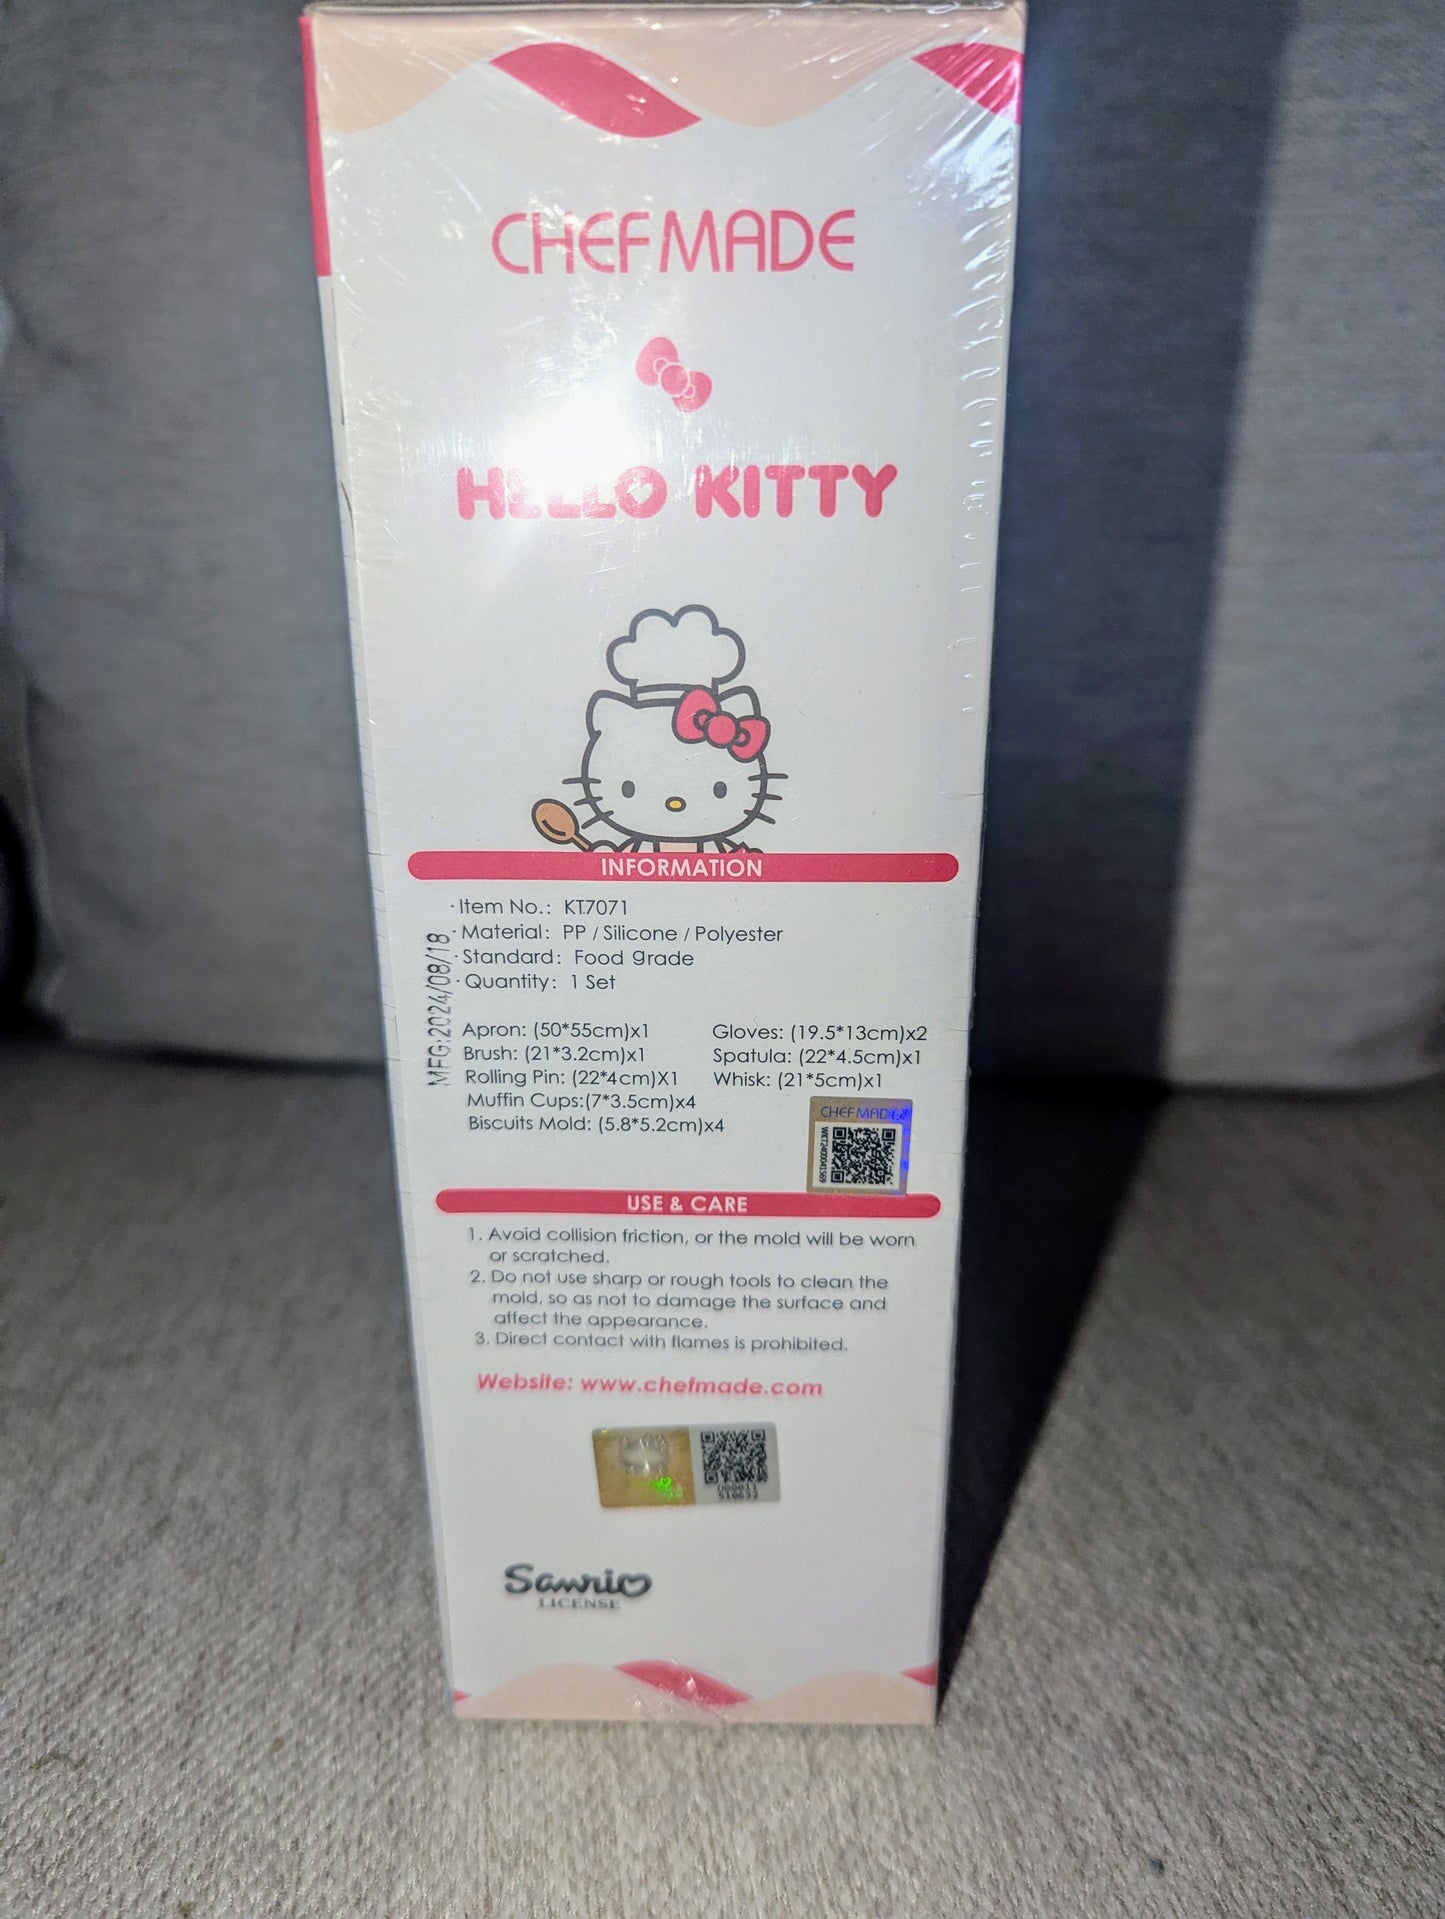 CHEFMADE
HELLO KITTY
INFORMATION
· Item No.: KT7071
· Material: PP / Silicone / Polyester
· Standard: Food grade
· Quantity: 1 Set
MFG:2024/08/18
Apron: (50*55cm)x1
Brush: (21*3.2cm)x1
Rolling Pin: (22*4cm)X1
Muffin Cups:(7*3.5cm)x4
Biscuits Mold: (5.8*5.2cm)x4
Gloves: (19.5*13cm)x2
Spatula: (22*4.5cm)x1
Whisk: (21*5cm)x1
CHEFMADE
USE & CARE
1. Avoid collision friction, or the mold will be worn
or scratched.
2. Do not use sharp or rough tools to clean the
mold, so as not to damage the surface and
affect the appearance.
3. Direct contact with flames is prohibited.
Website: www.chefmade.com
Sanrio
LICENSE